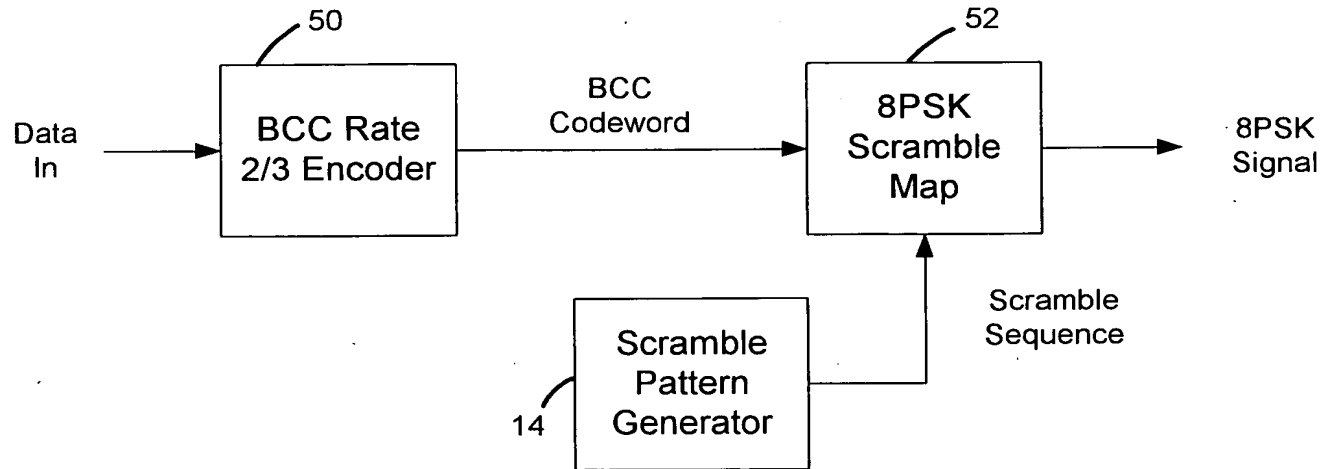 50
52
Data
In
BCC Rate
2/3 Encoder
BCC
Codeword
8PSK
Scramble
Map
8PSK
Signal
Scramble
Pattern
Generator
14
Scramble
Sequence